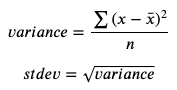 variance = ∑(x − x̄)² / n
stdev = √variance